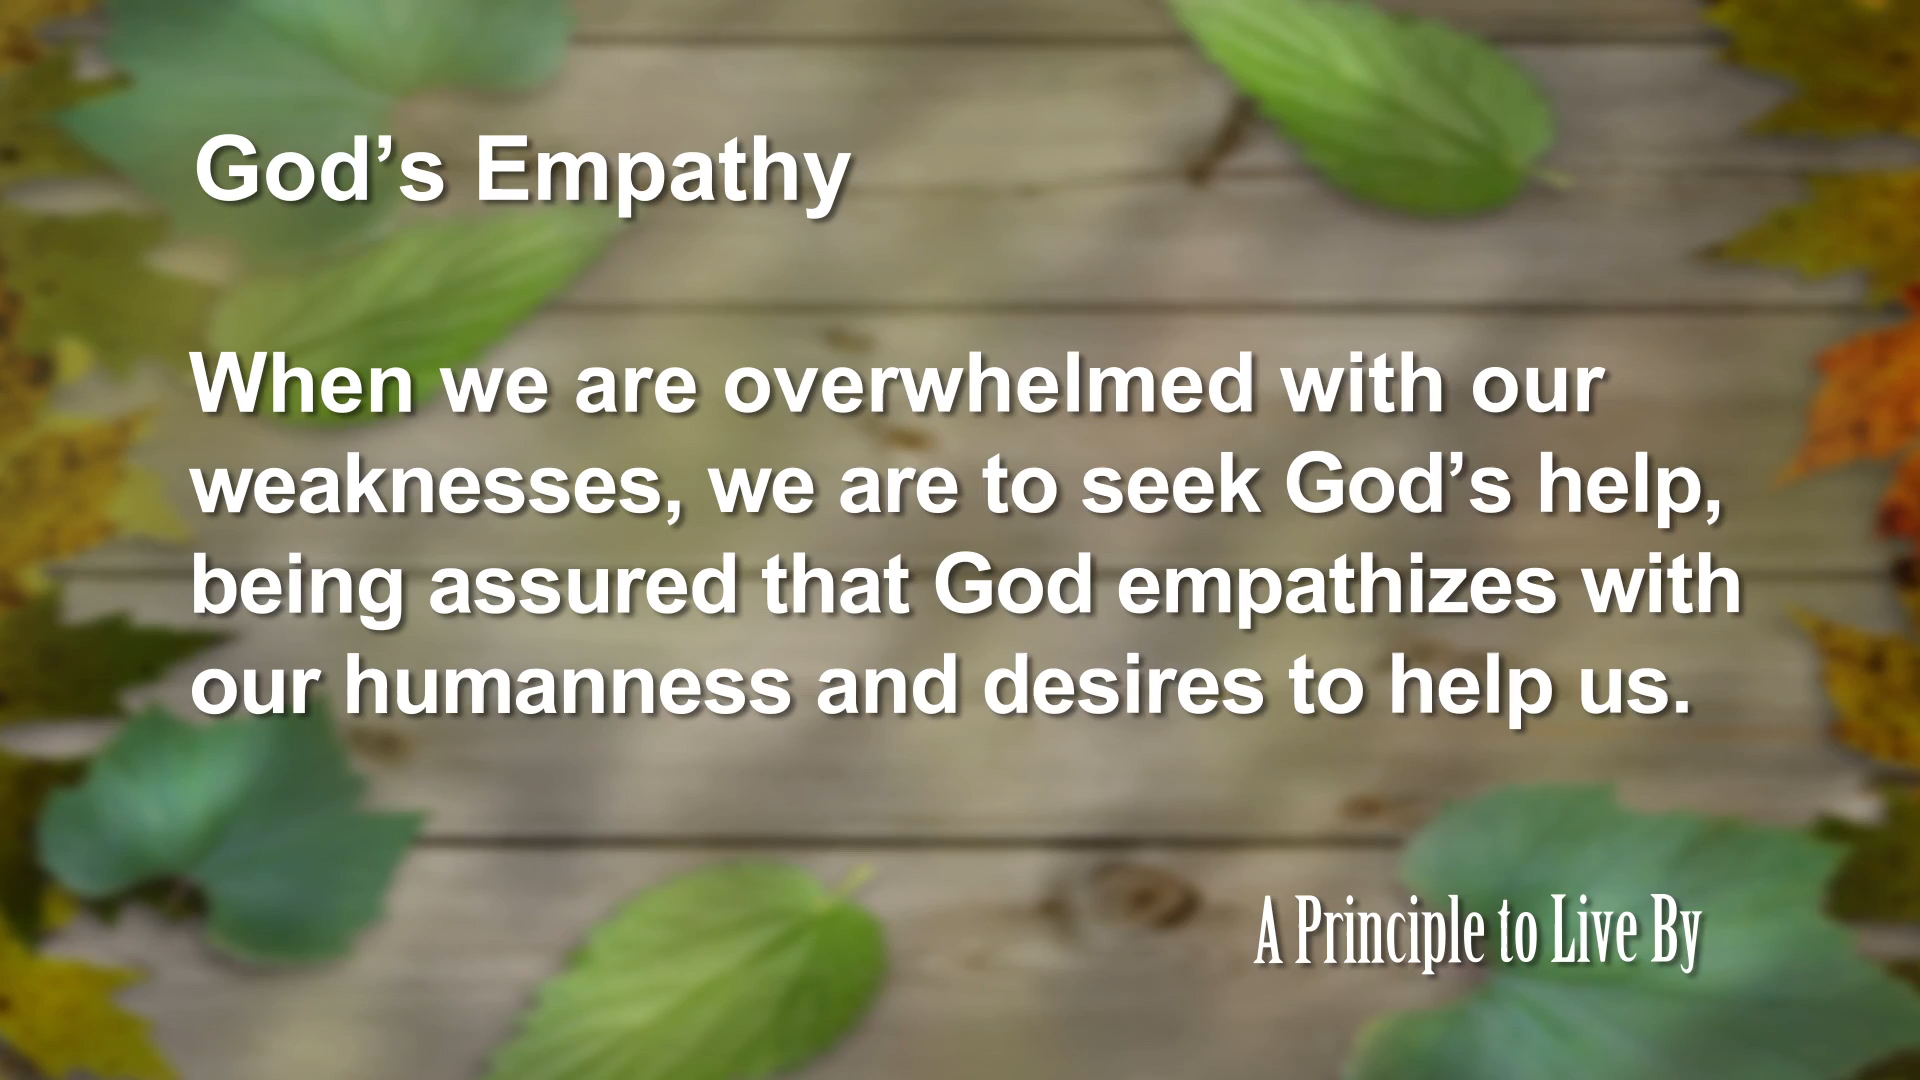 God’s Empathy
When we are overwhelmed with our
weaknesses, we are to seek God’s help,
being assured that God empathizes with
our humanness and desires to help us.
A Principle to Live By